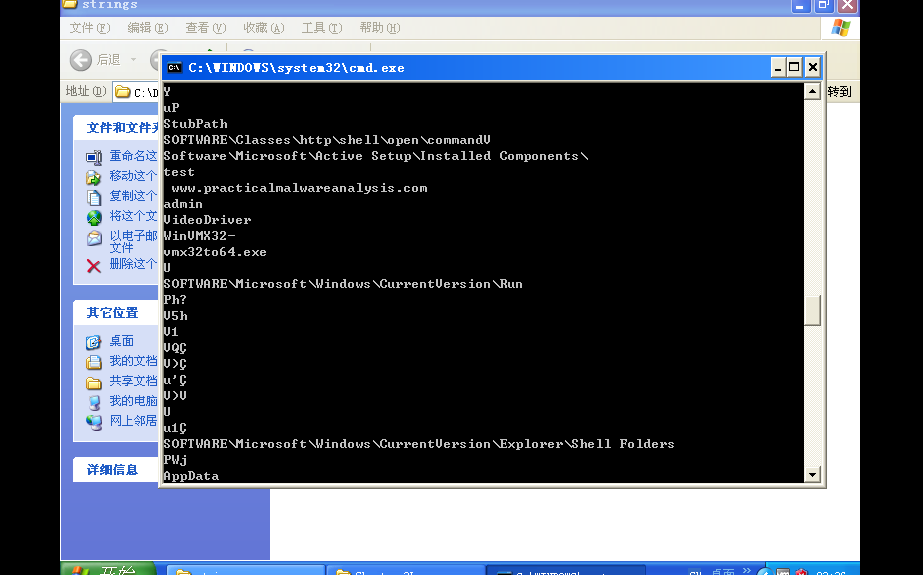 strings
文件(F) 编辑(E) 查看(V) 收藏(A) 工具(T) 帮助(H)
后退
地址(D) C:\D
转到
文件和文件夹
重命名这
移动这个
复制这个
将这个文
以电子邮
文件
删除这个
其它位置
桌面
我的文档
共享文档
我的电脑
网上邻居
详细信息
C:\WINDOWS\system32\cmd.exe
Y
uP
StubPath
SOFTWARE\Classes\http\shell\open\commandV
Software\Microsoft\Active Setup\Installed Components\
test
www.practicalmalwareanalysis.com
admin
VideoDriver
WinVMX32-
vmx32to64.exe
U
SOFTWARE\Microsoft\Windows\CurrentVersion\Run
Ph?
V5h
V1
VQÇ
V>Ç
u'Ç
V>V
U
u1Ç
SOFTWARE\Microsoft\Windows\CurrentVersion\Explorer\Shell Folders
PWj
AppData
开始
桌面